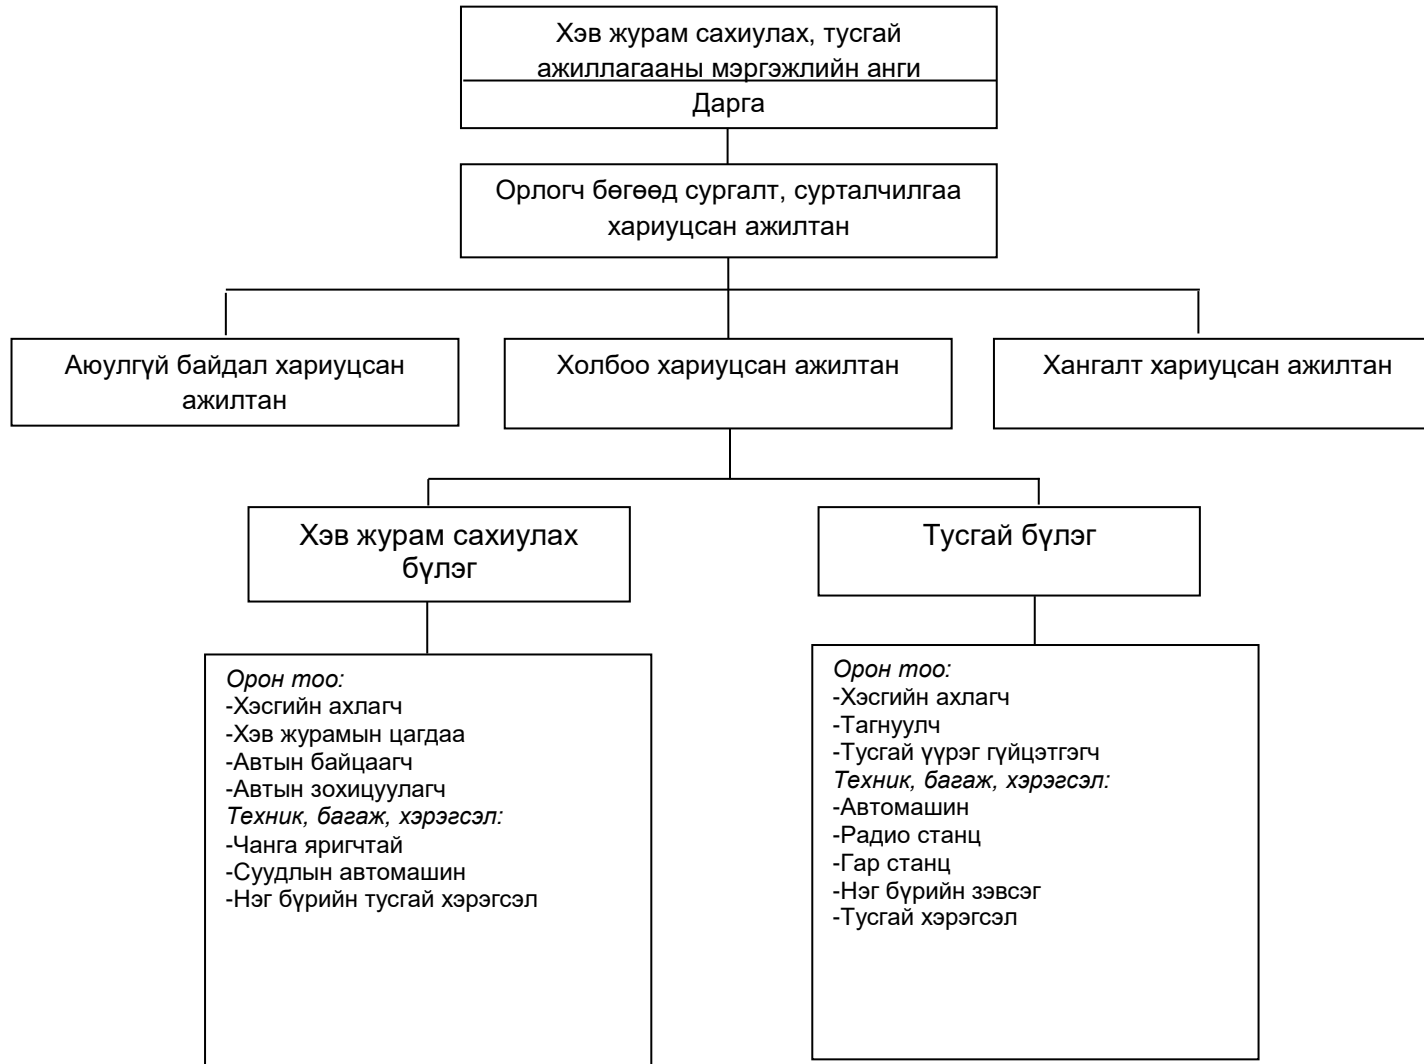 Хэв журам сахиулах, тусгай
ажиллагааны мэргэжлийн анги
Дарга
Орлогч бөгөөд сургалт, сурталчилгаа
хариуцсан ажилтан
Аюулгүй байдал хариуцсан
ажилтан
Холбоо хариуцсан ажилтан
Хангалт хариуцсан ажилтан
Хэв журам сахиулах
бүлэг
Тусгай бүлэг
Орон тоо:
-Хэсгийн ахлагч
-Хэв журамын цагдаа
-Автын байцаагч
-Автын зохицуулагч
Техник, багаж, хэрэгсэл:
-Чанга яригчтай
-Суудлын автомашин
-Нэг бүрийн тусгай хэрэгсэл
Орон тоо:
-Хэсгийн ахлагч
-Тагнуулч
-Тусгай үүрэг гүйцэтгэгч
Техник, багаж, хэрэгсэл:
-Автомашин
-Радио станц
-Гар станц
-Нэг бүрийн зэвсэг
-Тусгай хэрэгсэл